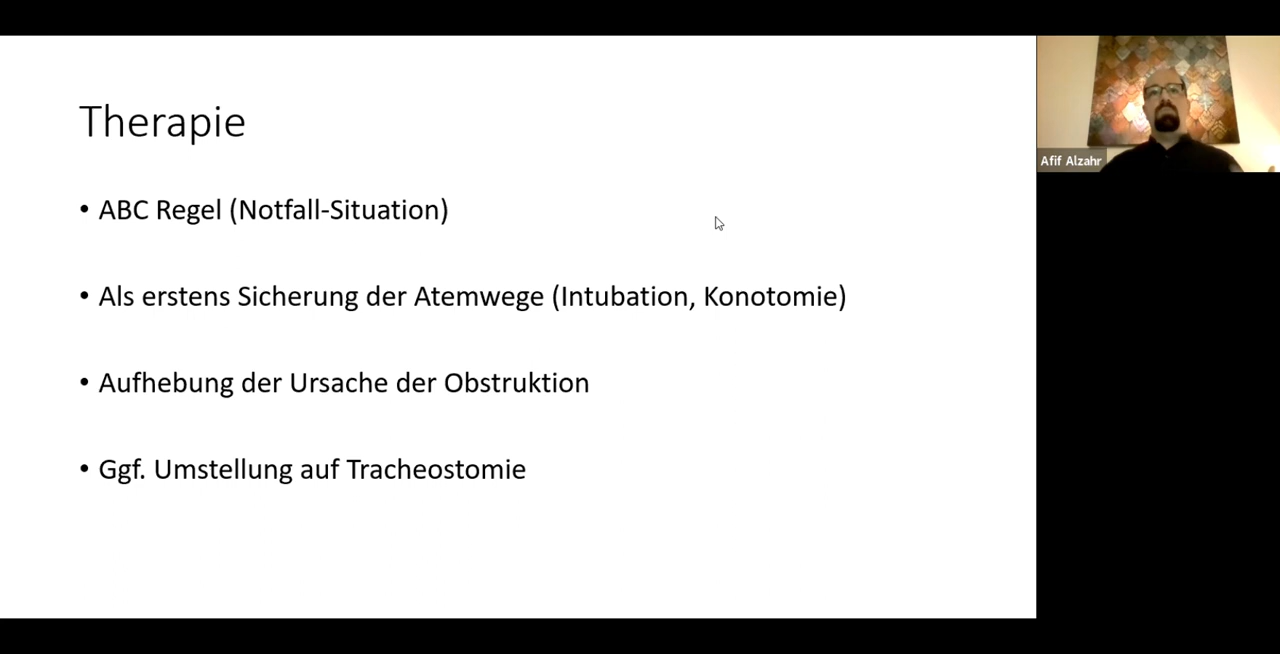 Therapie
• ABC Regel (Notfall-Situation)
• Als erstens Sicherung der Atemwege (Intubation, Konotomie)
• Aufhebung der Ursache der Obstruktion
• Ggf. Umstellung auf Tracheostomie
Afif Alzahr